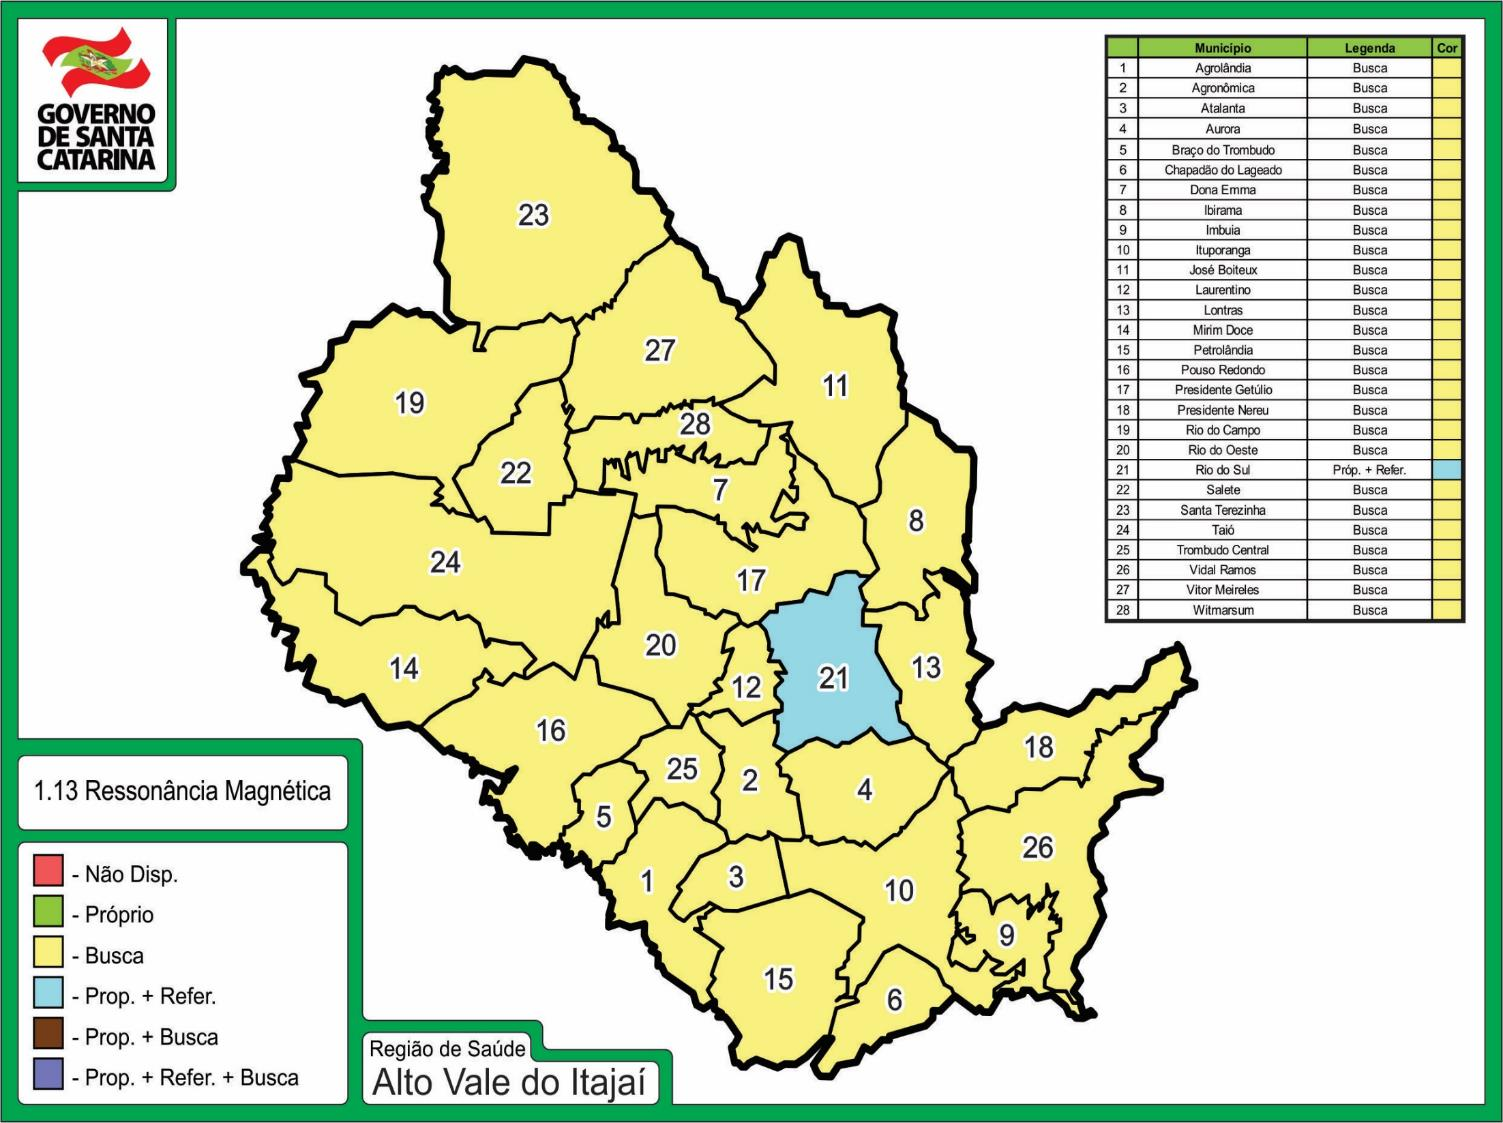 GOVERNO
DE SANTA
CATARINA
Município Legenda Cor
1 Agrolândia Busca
2 Agronômica Busca
3 Atalanta Busca
4 Aurora Busca
5 Braço do Trombudo Busca
6 Chapadão do Lageado Busca
7 Dona Emma Busca
8 Ibirama Busca
9 Imbuia Busca
10 Ituporanga Busca
11 José Boiteux Busca
12 Laurentino Busca
13 Lontras Busca
14 Mirim Doce Busca
15 Petrolândia Busca
16 Pouso Redondo Busca
17 Presidente Getúlio Busca
18 Presidente Nereu Busca
19 Rio do Campo Busca
20 Rio do Oeste Busca
21 Rio do Sul Próp. + Refer.
22 Salete Busca
23 Santa Terezinha Busca
24 Taió Busca
25 Trombudo Central Busca
26 Vidal Ramos Busca
27 Vitor Meireles Busca
28 Witmarsum Busca
23
27
11
19
28
22
7
8
24
17
20
14
13
12
21
16
18
25
2
4
5
26
1
3
10
9
15
6
1.13 Ressonância Magnética
- Não Disp.
- Próprio
- Busca
- Prop. + Refer.
- Prop. + Busca
- Prop. + Refer. + Busca
Região de Saúde
Alto Vale do Itajaí